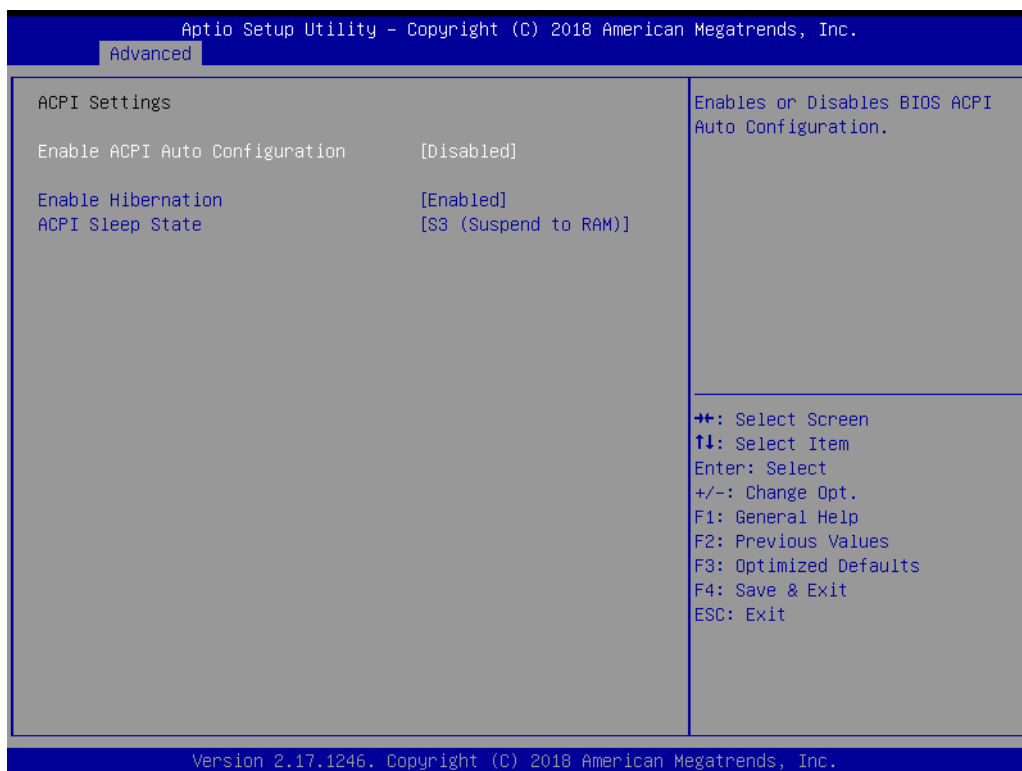 Aptio Setup Utility – Copyright (C) 2018 American Megatrends, Inc.
Advanced
ACPI Settings
Enable ACPI Auto Configuration [Disabled]
Enable Hibernation [Enabled]
ACPI Sleep State [S3 (Suspend to RAM)]
Enables or Disables BIOS ACPI
Auto Configuration.
→←: Select Screen
↑↓: Select Item
Enter: Select
+/-: Change Opt.
F1: General Help
F2: Previous Values
F3: Optimized Defaults
F4: Save & Exit
ESC: Exit
Version 2.17.1246. Copyright (C) 2018 American Megatrends, Inc.